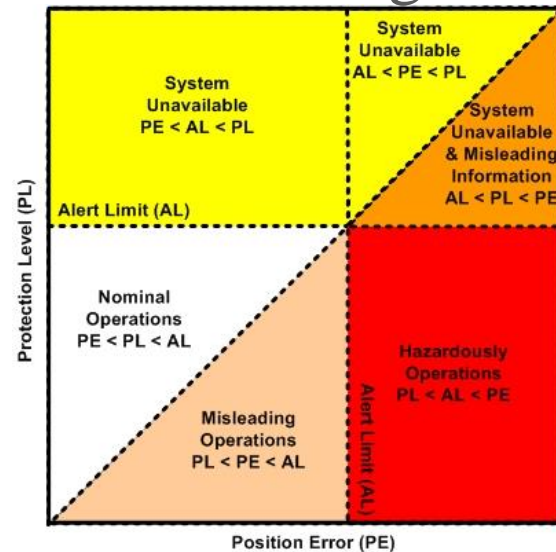 System
Unavailable
AL < PE < PL
System
Unavailable
PE < AL < PL
System
Unavailable
& Misleading
Information
AL < PL < PE
Protection Level (PL)
Alert Limit (AL)
Nominal
Operations
PE < PL < AL
Hazardously
Operations
PL < AL < PE
Misleading
Operations
PL < PE < AL
Alert Limit (AL)
Position Error (PE)